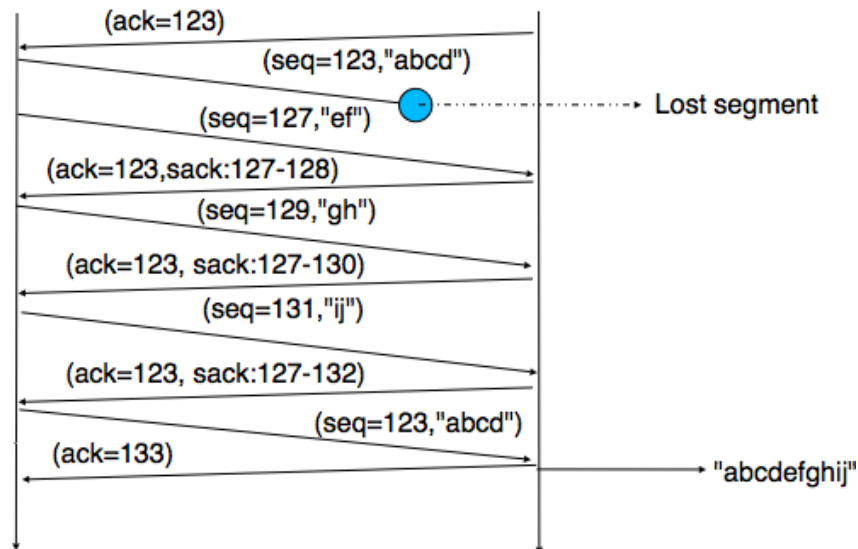 (ack=123)
(seq=123,"abcd")
Lost segment
(seq=127,"ef")
(ack=123,sack:127-128)
(seq=129,"gh")
(ack=123, sack:127-130)
(seq=131,"ij")
(ack=123, sack:127-132)
(seq=123,"abcd")
(ack=133)
"abcdefghij"